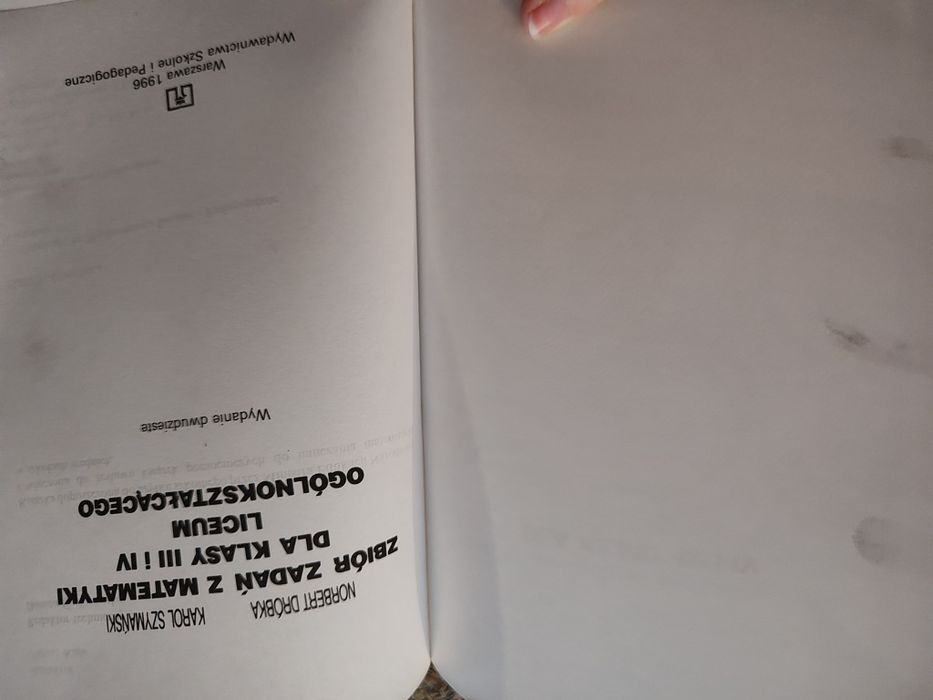 NORBERT DRÓBKA
KAROL SZYMAŃSKI
ZBIÓR ZADAŃ Z MATEMATYKI
DLA KLASY III i IV
LICEUM
OGÓLNOKSZTAŁCĄCEGO
Wydanie dwudzieste
Warszawa 1996
Wydawnictwa Szkolne i Pedagogiczne